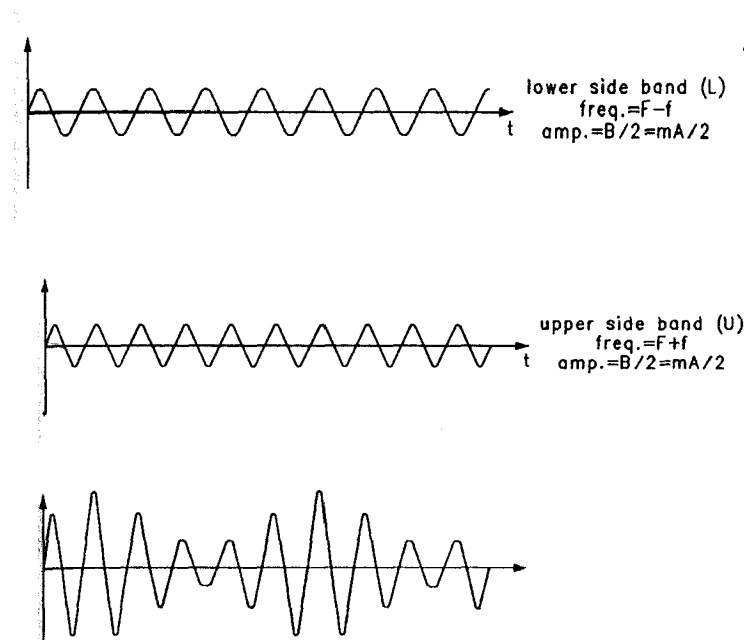 lower side band (L)
freq.=F-f
amp.=B/2=mA/2
t
upper side band (U)
freq.=F+f
amp.=B/2=mA/2
t